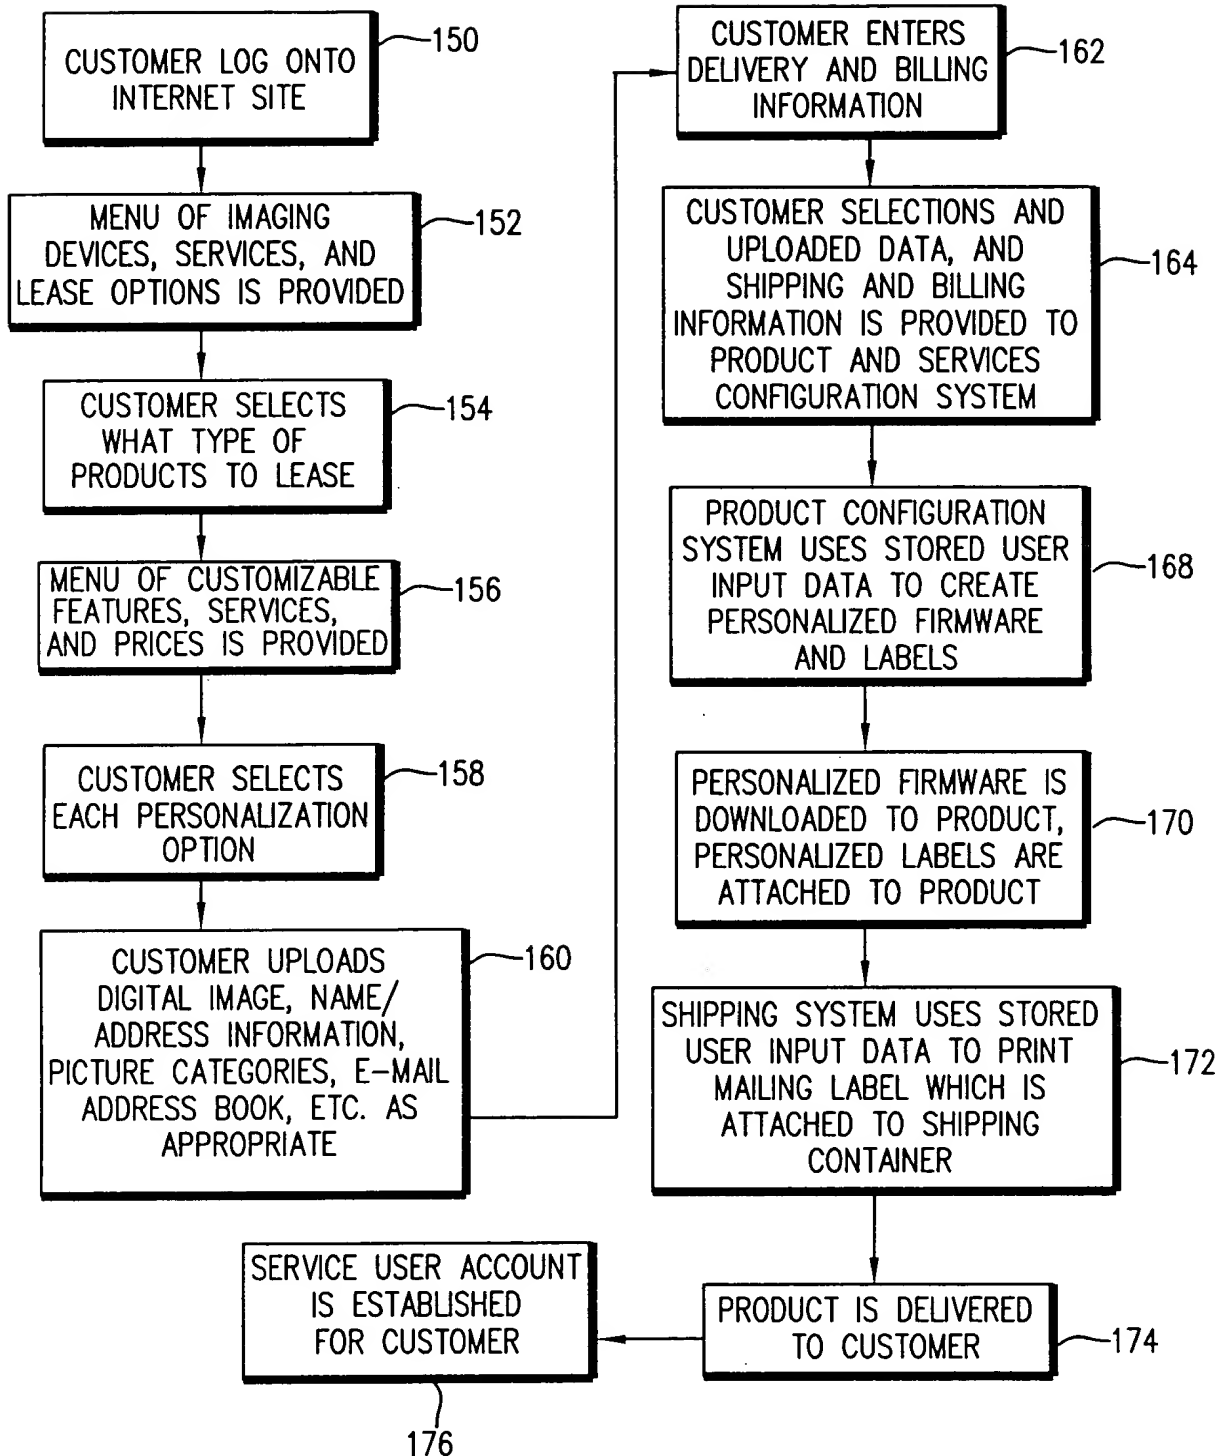 CUSTOMER LOG ONTO
INTERNET SITE
150
MENU OF IMAGING
DEVICES, SERVICES, AND
LEASE OPTIONS IS PROVIDED
152
CUSTOMER SELECTS
WHAT TYPE OF
PRODUCTS TO LEASE
154
MENU OF CUSTOMIZABLE
FEATURES, SERVICES,
AND PRICES IS PROVIDED
156
CUSTOMER SELECTS
EACH PERSONALIZATION
OPTION
158
CUSTOMER UPLOADS
DIGITAL IMAGE, NAME/
ADDRESS INFORMATION,
PICTURE CATEGORIES, E-MAIL
ADDRESS BOOK, ETC. AS
APPROPRIATE
160
CUSTOMER ENTERS
DELIVERY AND BILLING
INFORMATION
162
CUSTOMER SELECTIONS AND
UPLOADED DATA, AND
SHIPPING AND BILLING
INFORMATION IS PROVIDED TO
PRODUCT AND SERVICES
CONFIGURATION SYSTEM
164
PRODUCT CONFIGURATION
SYSTEM USES STORED USER
INPUT DATA TO CREATE
PERSONALIZED FIRMWARE
AND LABELS
168
PERSONALIZED FIRMWARE IS
DOWNLOADED TO PRODUCT,
PERSONALIZED LABELS ARE
ATTACHED TO PRODUCT
170
SHIPPING SYSTEM USES STORED
USER INPUT DATA TO PRINT
MAILING LABEL WHICH IS
ATTACHED TO SHIPPING
CONTAINER
172
PRODUCT IS DELIVERED
TO CUSTOMER
174
SERVICE USER ACCOUNT
IS ESTABLISHED
FOR CUSTOMER
176